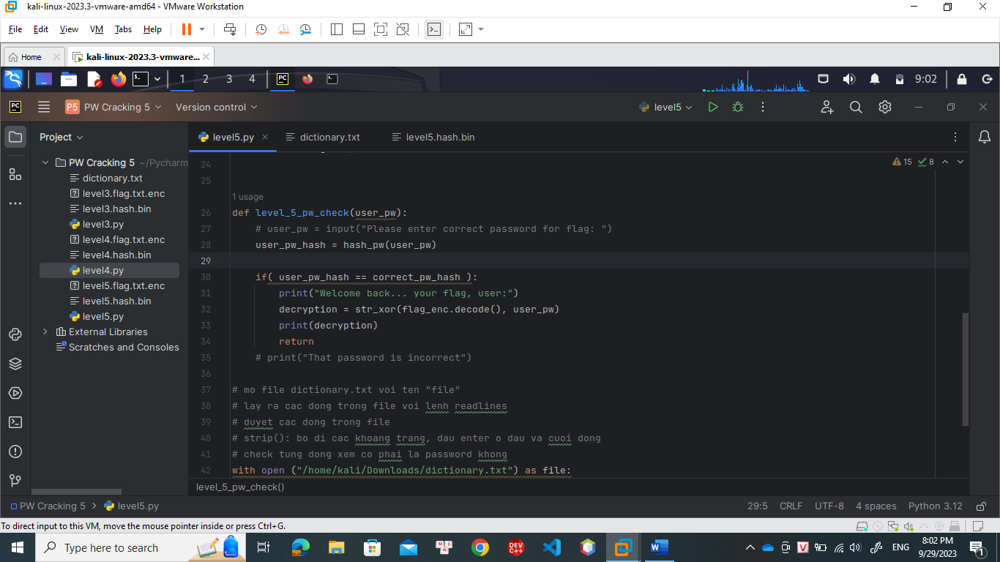 kali-linux-2023.3-vmware-amd64 - VMware Workstation
File Edit View VM Tabs Help
Home kali-linux-2023.3-vmware...
1 2 3 4 PC 9:02
PC P5 PW Cracking 5 Version control level5
Project level5.py dictionary.txt level5.hash.bin
PW Cracking 5 ~/Pycharm
dictionary.txt
level3.flag.txt.enc
level3.hash.bin
level3.py
level4.flag.txt.enc
level4.hash.bin
level4.py
level5.flag.txt.enc
level5.hash.bin
level5.py
External Libraries
Scratches and Consoles
15 8
24
25
1 usage
26 def level_5_pw_check(user_pw):
27 # user_pw = input("Please enter correct password for flag: ")
28 user_pw_hash = hash_pw(user_pw)
29
30 if( user_pw_hash == correct_pw_hash ):
31 print("Welcome back... your flag, user:")
32 decryption = str_xor(flag_enc.decode(), user_pw)
33 print(decryption)
34 return
35 # print("That password is incorrect")
36
37 # mo file dictionary.txt voi ten "file"
38 # lay ra cac dong trong file voi lenh readlines
39 # duyet cac dong trong file
40 # strip(): bo di cac khoang trang, dau enter o dau va cuoi dong
41 # check tung dong xem co phai la password khong
42 with open ("/home/kali/Downloads/dictionary.txt") as file:
level_5_pw_check()
PW Cracking 5 > level5.py 29:5 CRLF UTF-8 4 spaces Python 3.12
To direct input to this VM, move the mouse pointer inside or press Ctrl+G.
Type here to search DEV C++ W V ENG 8:02 PM
9/29/2023 1